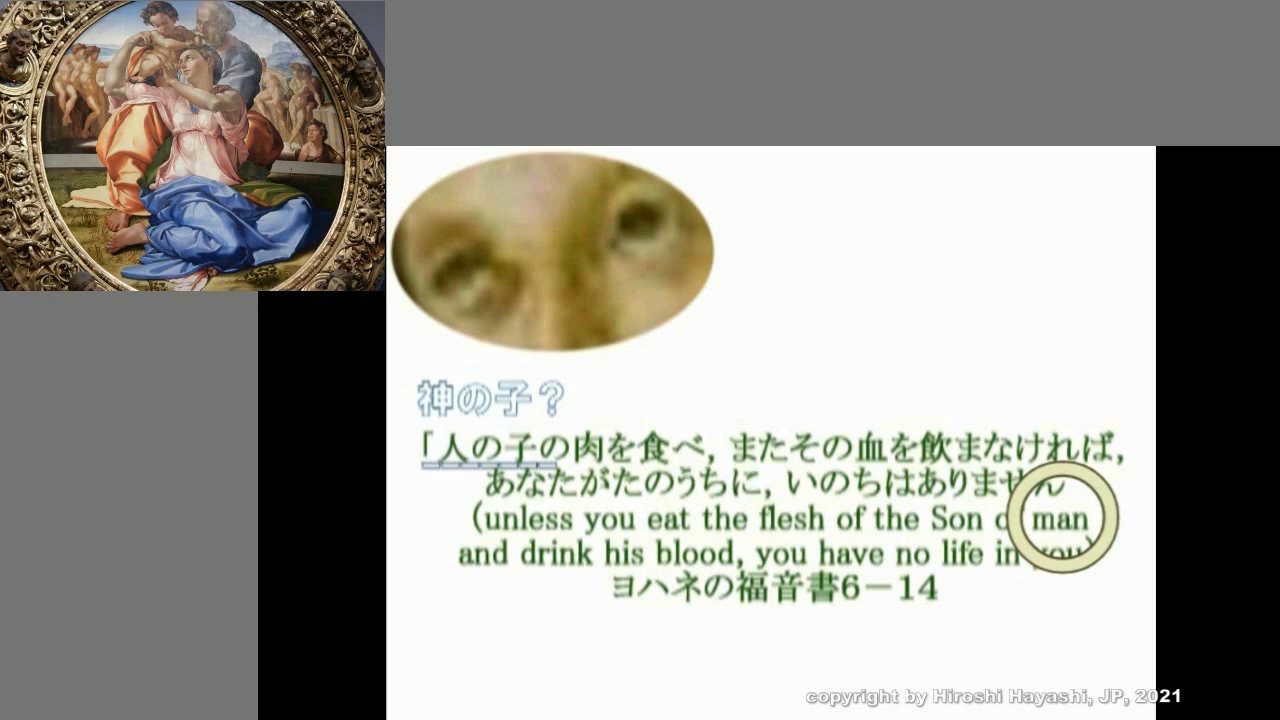 神の子？
「人の子の肉を食べ，またその血を飲まなければ，
あなたがたのうちに，いのちはありません
(unless you eat the flesh of the Son o man
and drink his blood, you have no life in you)
ヨハネの福音書6－14
copyright by Hiroshi Hayashi, JP, 2021